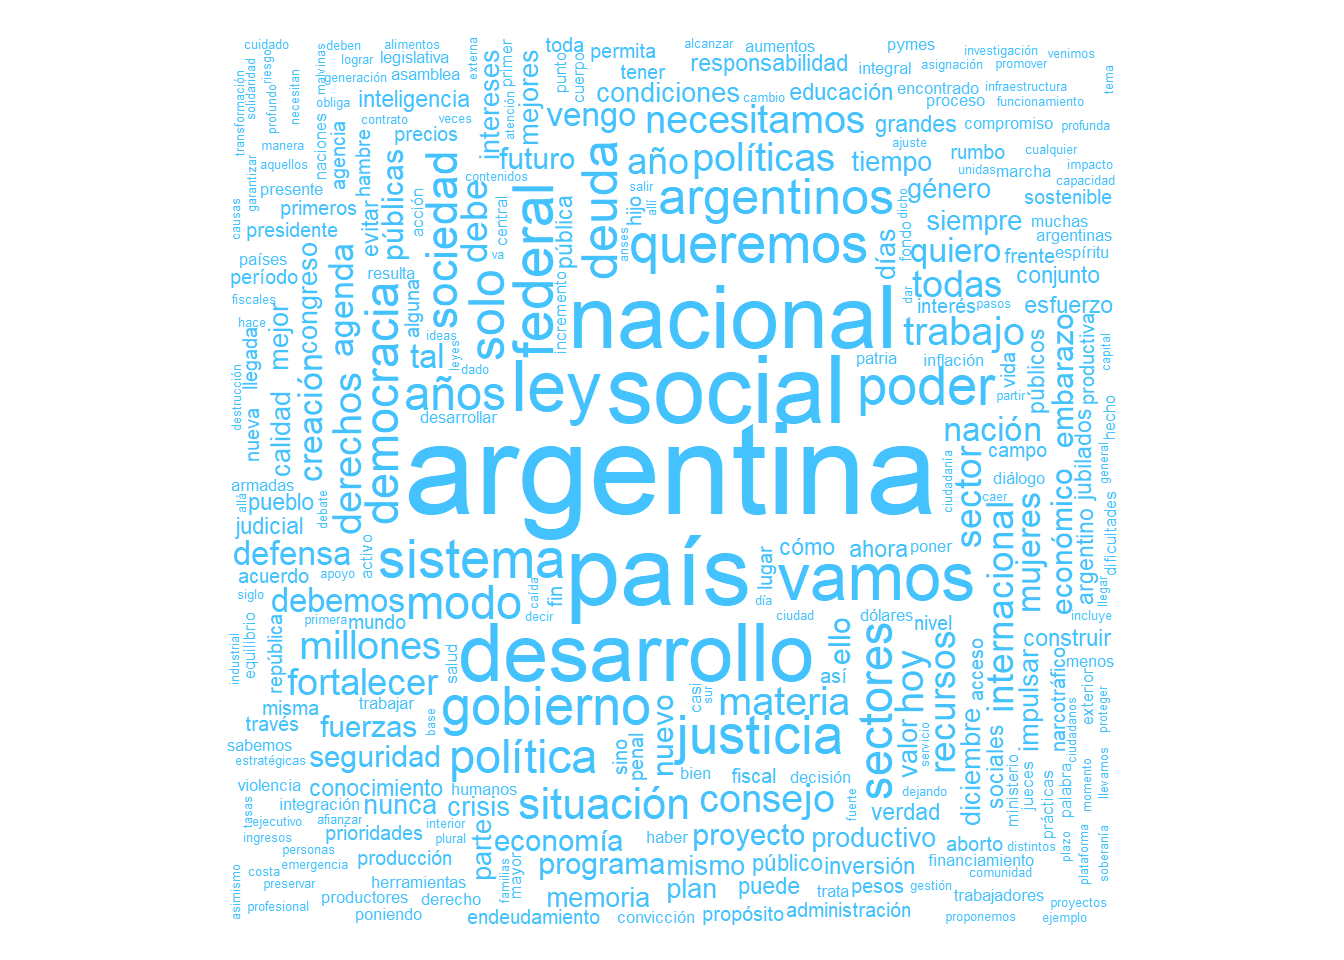 cuidado
deben
alimentos
externa
primer
toda
permita
alcanzar
aumentos
pymes
investigación
venimos
transformación
solidaridad
profundo
riesgo
necesitan
malvinas
lograr
legislativa
generación
asamblea
intereses
atención
mejores
punto
cuerpo
tener
responsabilidad
integral
asignación
promover
tema
obliga
inteligencia
condiciones
cambio
educación
encontrado
infraestructura
proceso
funcionamiento
contrato
veces
vengo
necesitamos
grandes
compromiso
profunda
manera
naciones
agencia
hambre
precios
futuro
año
políticas
tiempo
ajuste
rumbo
cualquier
aquellos
garantizar
presente
evitar
públicas
acción
sociedad
debe
contenidos
central
federal
pública
deuda
salir
hijo
allí
argentinos
género
unidas
marcha
impacto
capacidad
sostenible
causas
primeros
presidente
siempre
dicho
muchas
argentinas
países
congreso
agenda
resulta
va
solo
anses
queremos
días
fondo
quiero
frente
espíritu
período
fiscales
mejor
creación
derechos
democracia
alguna
incremento
nacional
dar
todas
conjunto
interés
pasos
esfuerzo
hace
llegada
tal
ideas
leyes
dado
trabajo
destrucción
nueva
calidad
años
desarrollar
ley
social
patria
poder
inflación
partir
vida
públicos
embarazo
productiva
capital
hecho
armadas
allá
pueblo
debate
argentina
nación
ciudadanía
sector
campo
general
judicial
diálogo
caer
jubilados
defensa
activo
sistema
país
lugar
cómo
ahora
poner
internacional
mujeres
económico
argentino
dificultades
llegar
acuerdo
apoyo
siglo
debemos
modo
caída
decir
fin
día
vamos
ciudad
dólares
incluye
primera
mundo
industrial
equilibrio
república
millones
salud
desarrollo
ello
nivel
construir
menos
fortalecer
así
sectores
recursos
acceso
impulsar
narcotráfico
exterior
proteger
misma
trabajar
través
fuerzas
base
gobierno
casi
sur
materia
hoy
valor
servicio
diciembre
sociales
ciudadanos
sabemos
estratégicas
seguridad
política
sino
penal
nuevo
justicia
bien
fiscal
decisión
dejando
ministerio
jueces
prácticas
palabra
momento
llevamos
violencia
conocimiento
humanos
tasas
integración
nunca
crisis
situación
consejo
fuerte
verdad
ejecutivo
afianzar
ingresos
prioridades
interior
plural
parte
economía
haber
proyecto
productivo
aborto
distintos
plazo
plataforma
soberanía
personas
emergencia
producción
programa
mismo
público
inversión
financiamiento
comunidad
asimismo
costa
preservar
herramientas
familias
mayor
memoria
plan
puede
trata
pesos
gestión
trabajadores
profesional
productores
derecho
poniendo
endeudamiento
convicción
propósito
administración
proponemos
proyectos
ejemplo